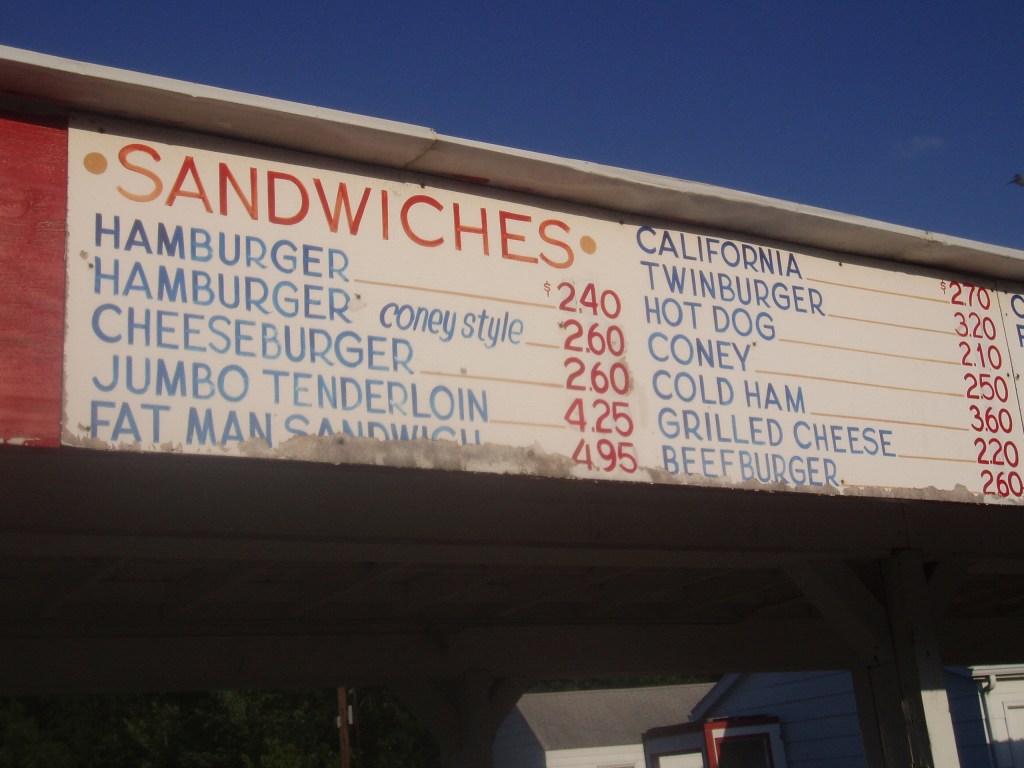 SANDWICHES
HAMBURGER $2.40
HAMBURGER coney style 2.60
CHEESEBURGER 2.60
JUMBO TENDERLOIN 4.25
FAT MAN SANDWICH 4.95
CALIFORNIA $2.70
TWINBURGER 3.20
HOT DOG 2.10
CONEY 2.50
COLD HAM 3.60
GRILLED CHEESE 2.20
BEEFBURGER 2.60